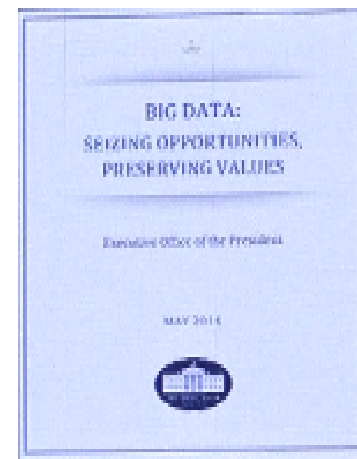 BIG DATA:
SEIZING OPPORTUNITIES,
PRESERVING VALUES
Executive Office of the President
MAY 2014